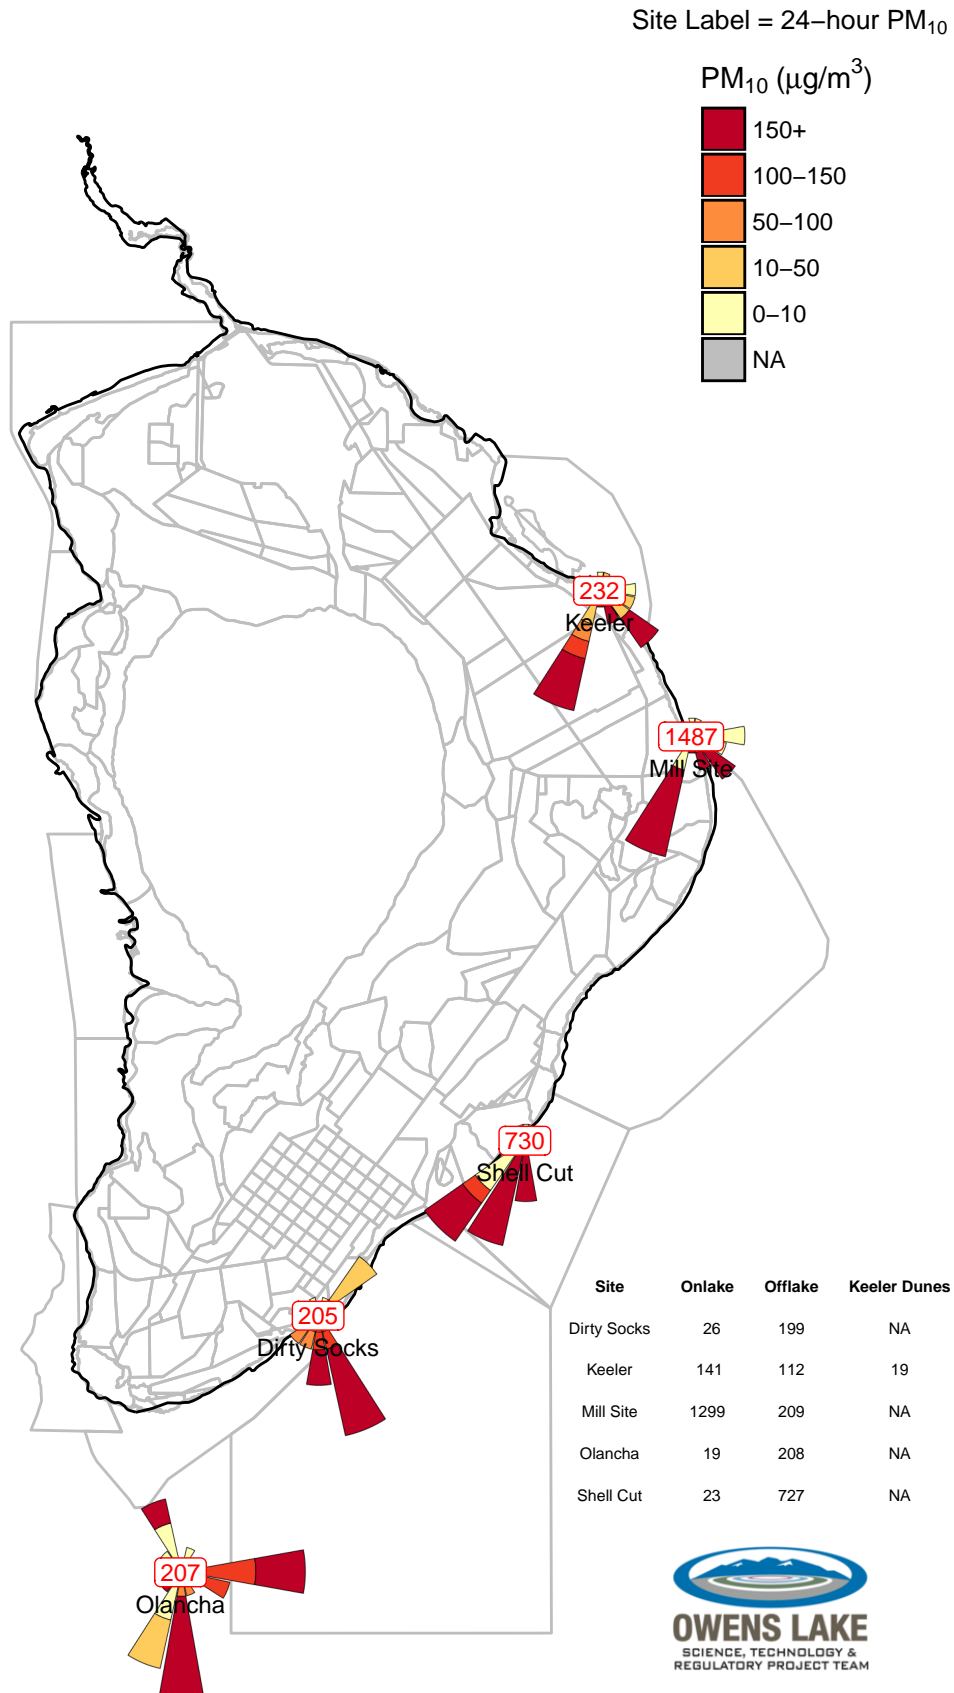 Site Label = 24−hour PM₁₀
PM₁₀ (μg/m³)
150+
100−150
50−100
10−50
0−10
NA
232
Keeler
1487
Mill Site
730
Shell Cut
205
Dirty Socks
207
Olancha
Site Onlake Offlake Keeler Dunes
Dirty Socks 26 199 NA
Keeler 141 112 19
Mill Site 1299 209 NA
Olancha 19 208 NA
Shell Cut 23 727 NA
OWENS LAKE
SCIENCE, TECHNOLOGY &
REGULATORY PROJECT TEAM